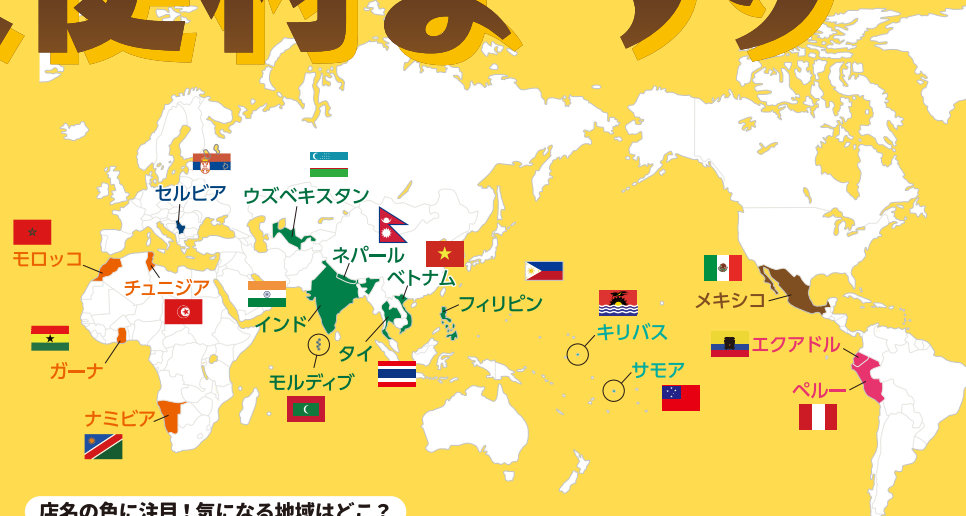 セルビア
ウズベキスタン
モロッコ
ネパール
ベトナム
チュニジア
フィリピン
メキシコ
インド
キリバス
エクアドル
タイ
サモア
ガーナ
モルディブ
ペルー
ナミビア
店名の色に注目！気になる地域はどこ？